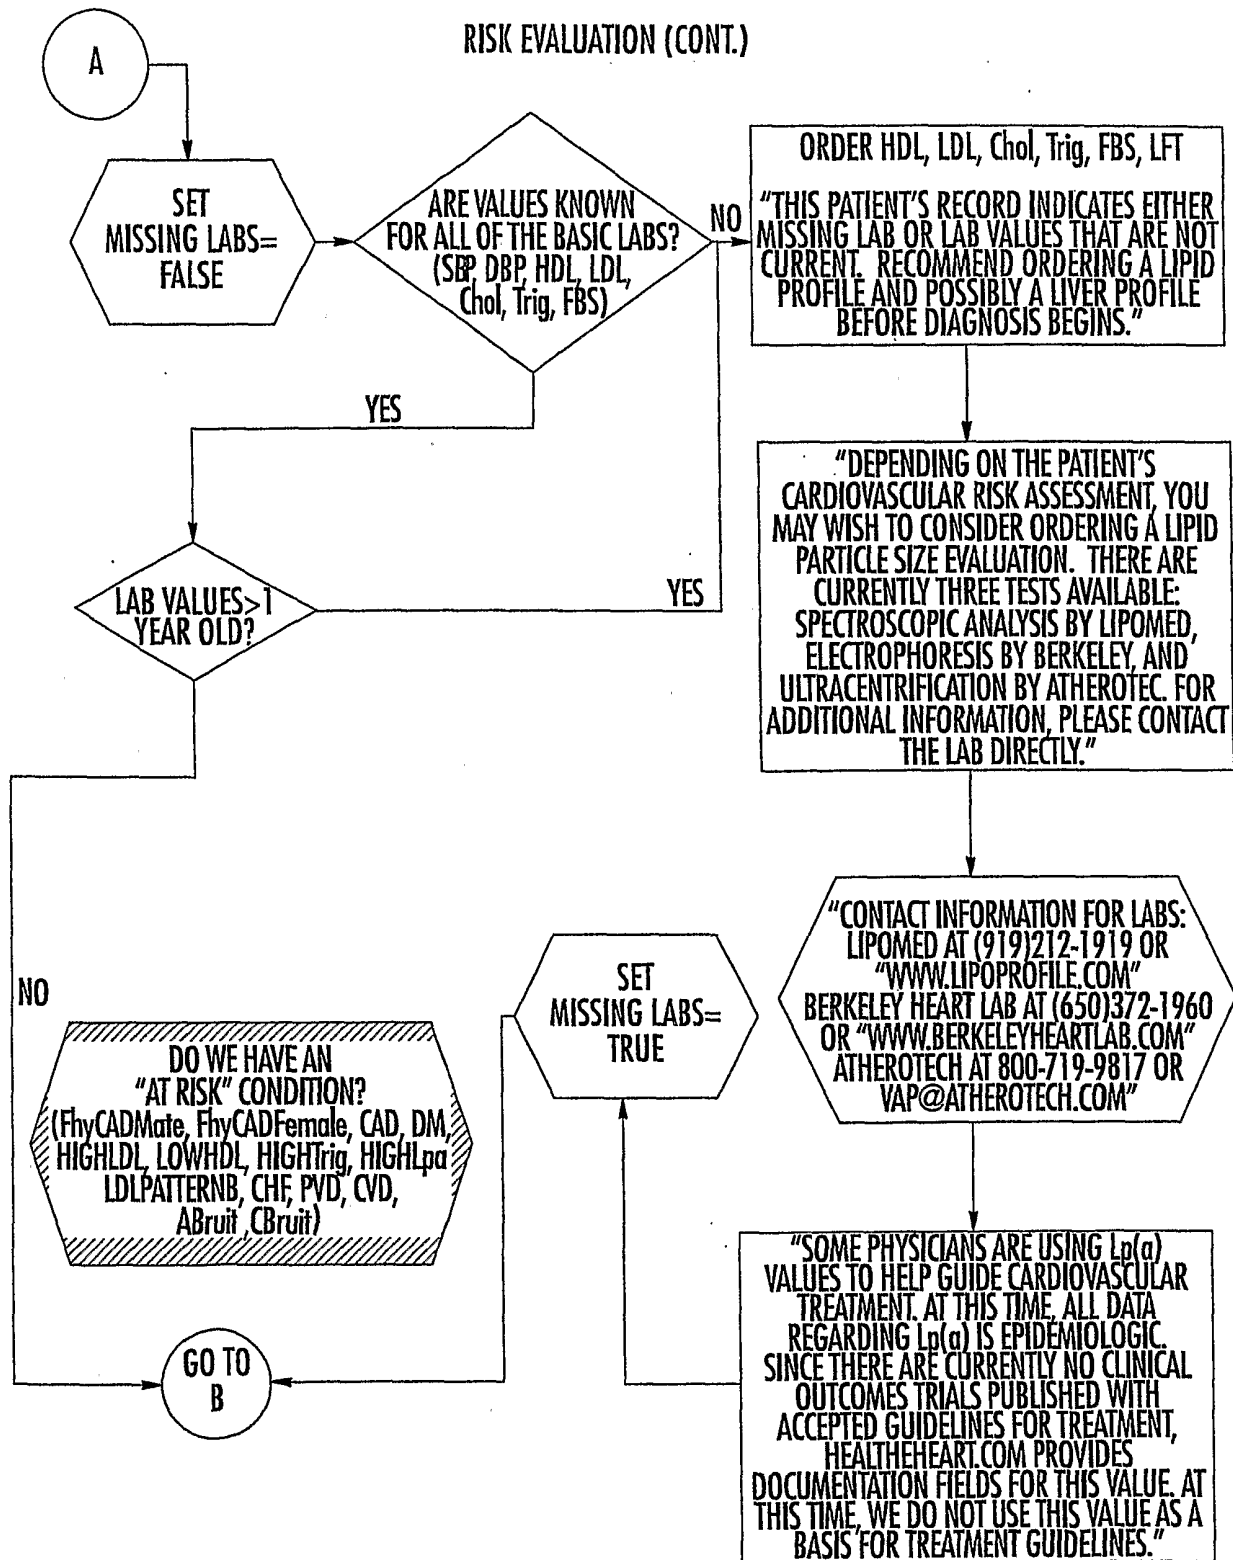 RISK EVALUATION (CONT.)
A
SET
MISSING LABS=
FALSE
ARE VALUES KNOWN
FOR ALL OF THE BASIC LABS?
(SBP, DBP, HDL, LDL,
Chol, Trig, FBS)
NO
ORDER HDL, LDL, Chol, Trig, FBS, LFT
"THIS PATIENT'S RECORD INDICATES EITHER
MISSING LAB OR LAB VALUES THAT ARE NOT
CURRENT. RECOMMEND ORDERING A LIPID
PROFILE AND POSSIBLY A LIVER PROFILE
BEFORE DIAGNOSIS BEGINS."
YES
LAB VALUES>1
YEAR OLD?
YES
"DEPENDING ON THE PATIENT'S
CARDIOVASCULAR RISK ASSESSMENT, YOU
MAY WISH TO CONSIDER ORDERING A LIPID
PARTICLE SIZE EVALUATION. THERE ARE
CURRENTLY THREE TESTS AVAILABLE:
SPECTROSCOPIC ANALYSIS BY LIPOMED,
ELECTROPHORESIS BY BERKELEY, AND
ULTRACENTRIFICATION BY ATHEROTEC. FOR
ADDITIONAL INFORMATION, PLEASE CONTACT
THE LAB DIRECTLY."
"CONTACT INFORMATION FOR LABS:
LIPOMED AT (919)212-1919 OR
"WWW.LIPOPROFILE.COM"
BERKELEY HEART LAB AT (650)372-1960
OR "WWW.BERKELEYHEARTLAB.COM"
ATHEROTECH AT 800-719-9817 OR
VAP@ATHEROTECH.COM"
SET
MISSING LABS=
TRUE
NO
DO WE HAVE AN
"AT RISK" CONDITION?
(FhyCADMate, FhyCADFemale, CAD, DM,
HIGHLDL, LOWHDL, HIGHTrig, HIGHLpa
LDLPATTERNB, CHF, PVD, CVD,
ABruit ,CBruit)
"SOME PHYSICIANS ARE USING Lp(a)
VALUES TO HELP GUIDE CARDIOVASCULAR
TREATMENT. AT THIS TIME, ALL DATA
REGARDING Lp(a) IS EPIDEMIOLOGIC.
SINCE THERE ARE CURRENTLY NO CLINICAL
OUTCOMES TRIALS PUBLISHED WITH
ACCEPTED GUIDELINES FOR TREATMENT,
HEALTHEHEART.COM PROVIDES
DOCUMENTATION FIELDS FOR THIS VALUE. AT
THIS TIME, WE DO NOT USE THIS VALUE AS A
BASIS FOR TREATMENT GUIDELINES."
GO TO
B